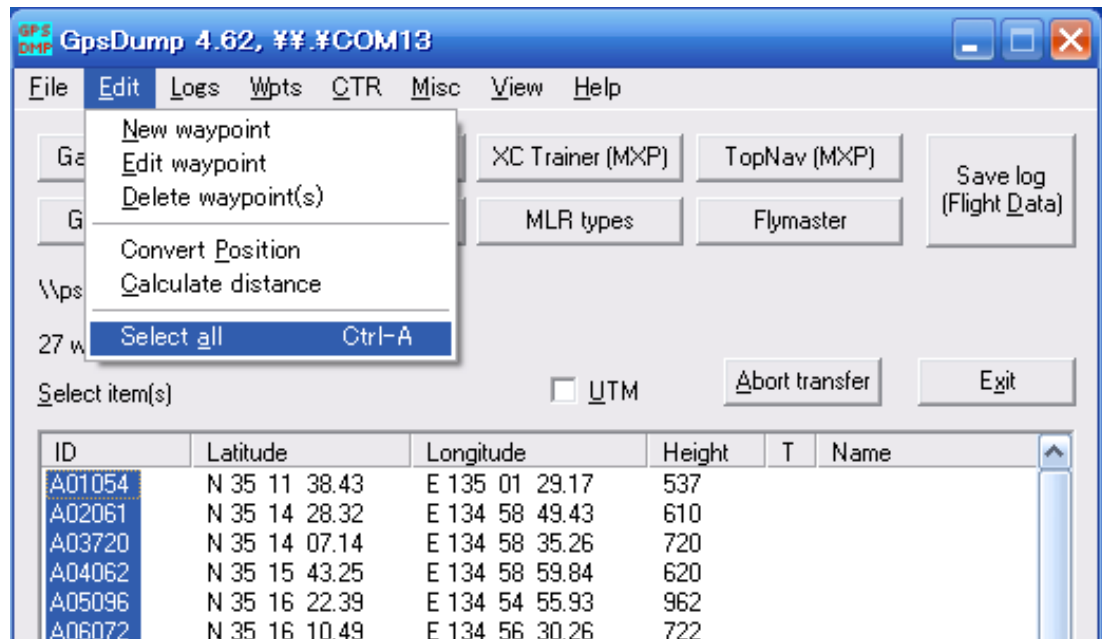 GPS
DMP
GpsDump 4.62, ¥¥.¥COM13
File Edit Logs Wpts CTR Misc View Help
New waypoint
Edit waypoint
Delete waypoint(s)
Convert Position
Calculate distance
Select all Ctrl-A
XC Trainer (MXP) TopNav (MXP)
Save log
(Flight Data)
MLR types Flymaster
\\ps
27 w
Select item(s) UTM Abort transfer Exit
ID Latitude Longitude Height T Name
A01054 N 35 11 38.43 E 135 01 29.17 537
A02061 N 35 14 28.32 E 134 58 49.43 610
A03720 N 35 14 07.14 E 134 58 35.26 720
A04062 N 35 15 43.25 E 134 58 59.84 620
A05096 N 35 16 22.39 E 134 54 55.93 962
A06072 N 35 16 10.49 E 134 56 30.26 722